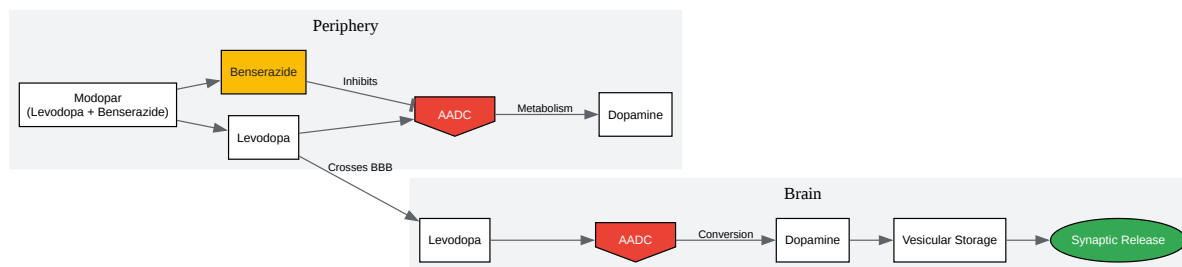 Periphery
Modopar
(Levodopa + Benserazide)
Benserazide
Inhibits
Levodopa
AADC
Metabolism
Dopamine
Crosses BBB
Brain
Levodopa
AADC
Conversion
Dopamine
Vesicular Storage
Synaptic Release